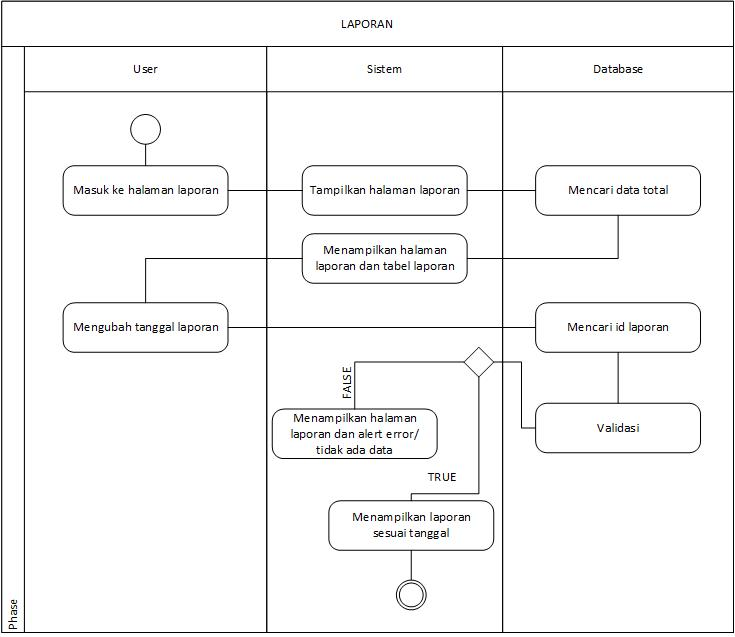 LAPORAN
User
Sistem
Database
Masuk ke halaman laporan
Tampilkan halaman laporan
Mencari data total
Menampilkan halaman
laporan dan tabel laporan
Mengubah tanggal laporan
Mencari id laporan
FALSE
Menampilkan halaman
laporan dan alert error/
tidak ada data
Validasi
TRUE
Menampilkan laporan
sesuai tanggal
Phase